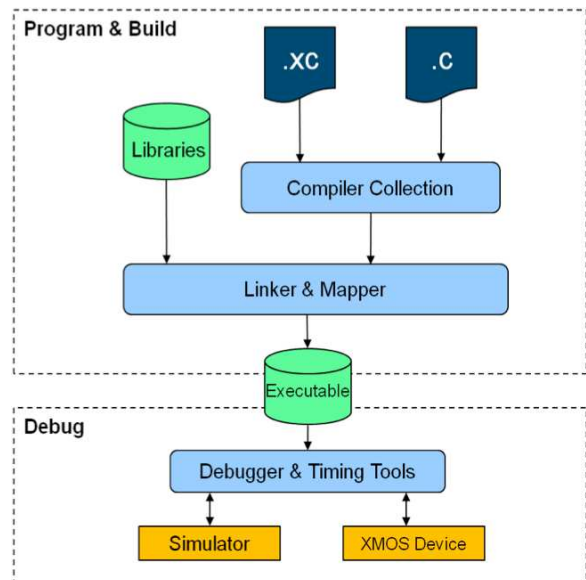 Program & Build
.XC
.C
Libraries
Compiler Collection
Linker & Mapper
Executable
Debug
Debugger & Timing Tools
Simulator
XMOS Device